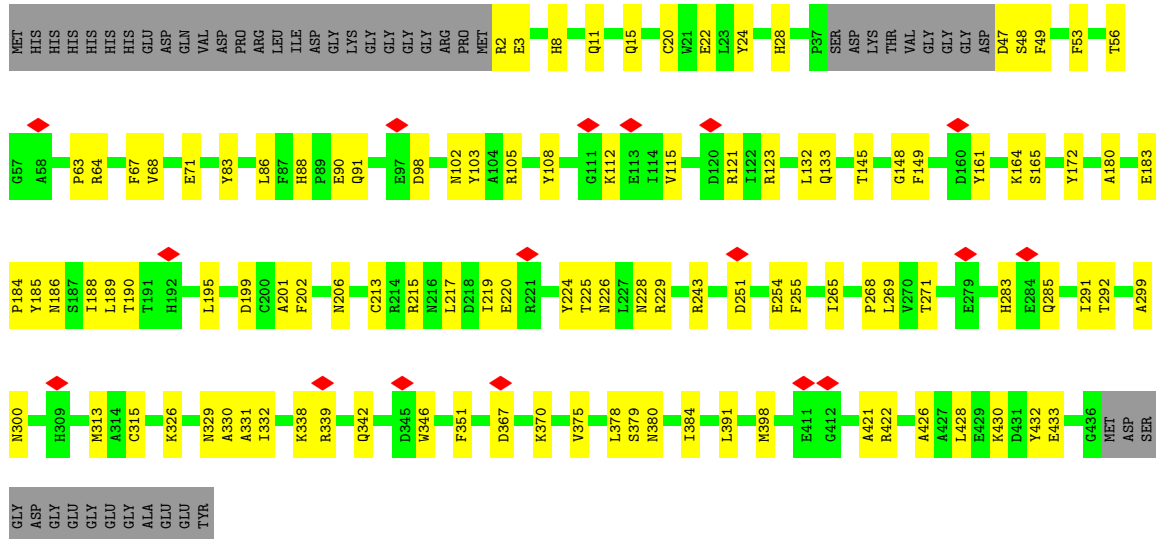 MET HIS HIS HIS HIS HIS HIS GLU ASP GLN VAL ASP PRO ARG LEU ILE ASP GLY LYS GLY GLY GLY GLY ARG PRO MET R2 E3 H8 Q11 Q15 C20 W21 E22 L23 Y24 H28 P37 SER ASP LYS THR VAL GLY GLY GLY ASP D47 S48 F49 F53 T56
G57 A58 P63 R64 F67 V68 E71 Y83 L86 F87 H88 P89 E90 Q91 E97 D98 N102 Y103 A104 R105 Y108 G111 K112 E113 I114 V115 D120 R121 I122 R123 L132 Q133 T145 G148 F149 D160 Y161 K164 S165 Y172 A180 E183
P184 Y185 N186 S187 I188 L189 T190 T191 H192 L195 D199 C200 A201 F202 N206 C213 R214 R215 N216 L217 D218 I219 E220 R221 Y224 T225 N226 L227 N228 R229 R243 D251 E254 F255 I265 P268 L269 V270 T271 E279 H283 E284 Q285 I291 T292 A299
N300 H309 M313 A314 C315 K326 N329 A330 A331 I332 K338 R339 Q342 D345 W346 F351 D367 K370 V375 L378 S379 N380 I384 L391 M398 E411 G412 A421 R422 A426 A427 L428 E429 K430 D431 Y432 E433 G436 MET ASP SER
GLY ASP GLY GLU GLY GLU GLY ALA GLU GLU TYR